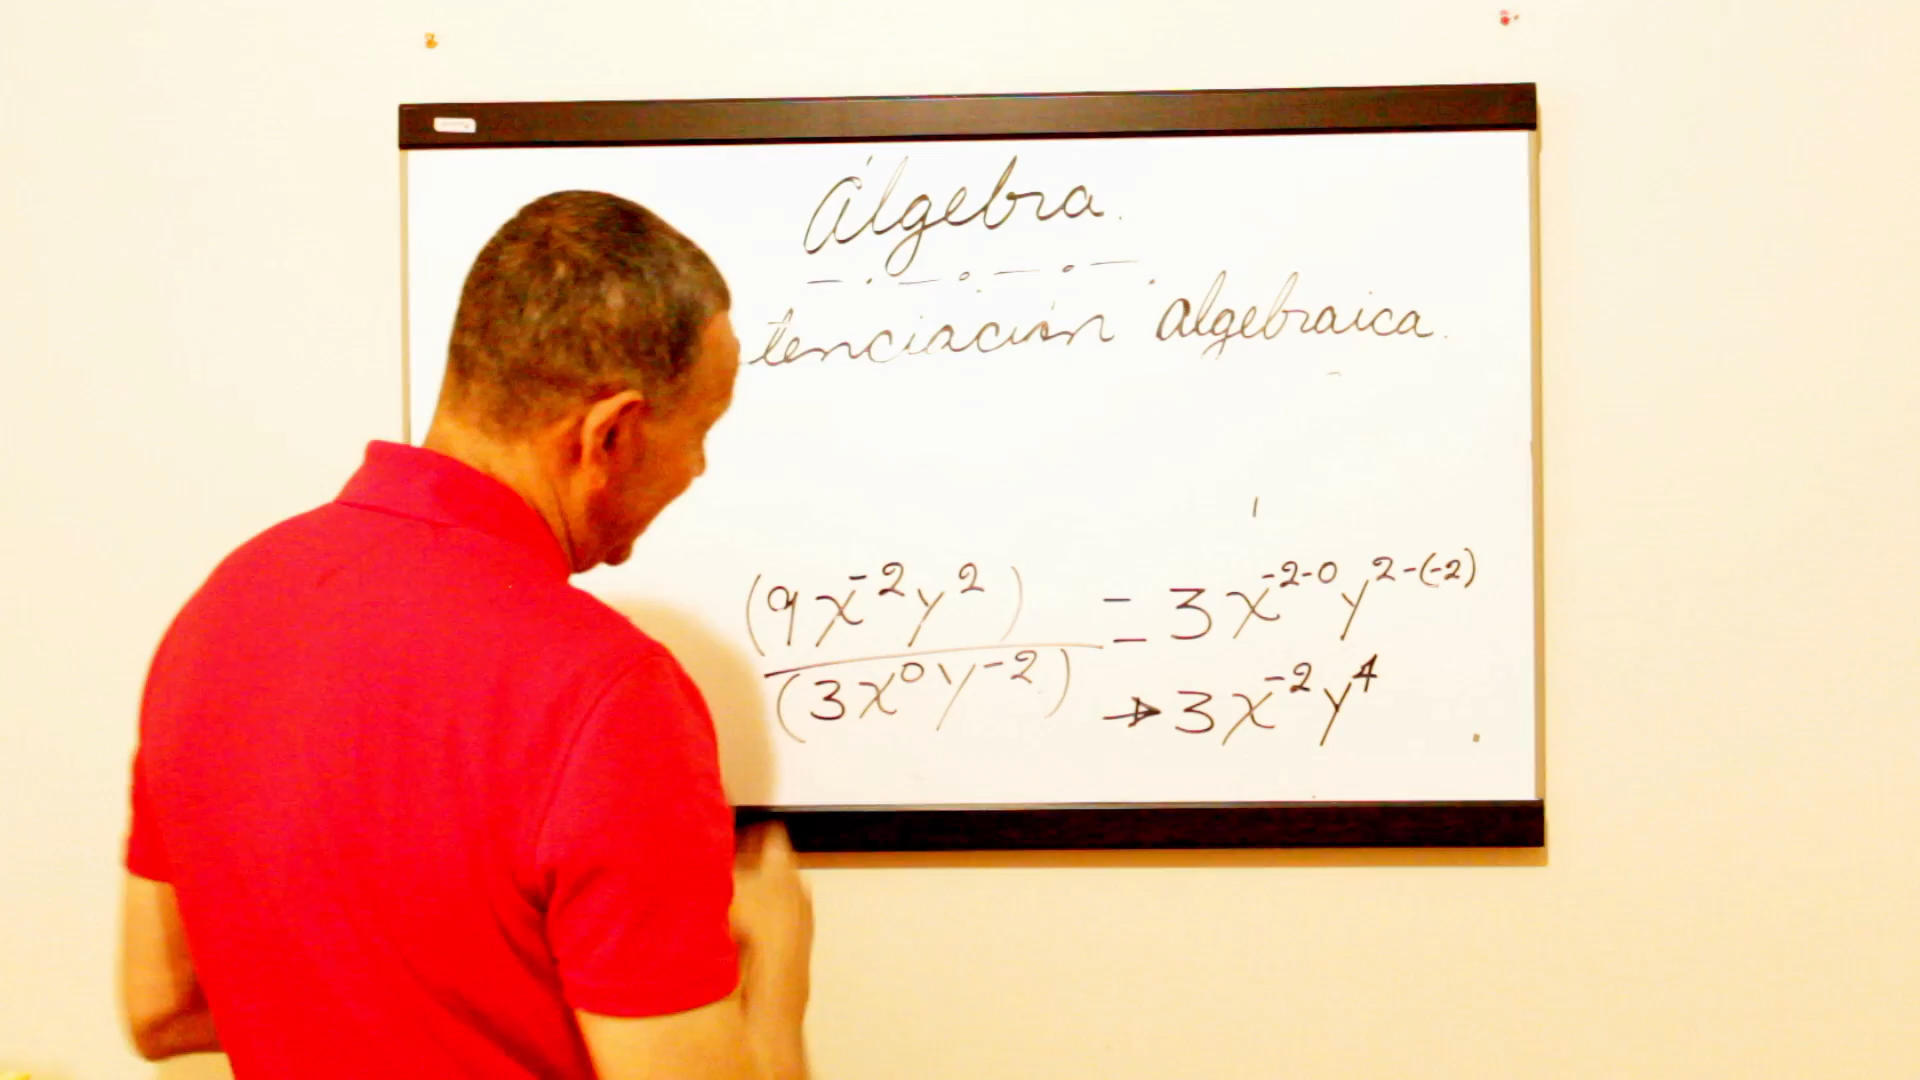 Álgebra.
tenciación algebraica.
(9x⁻²y²) / (3x⁰y⁻²) = 3x⁻²⁻⁰y²⁻⁽⁻²⁾
→ 3x⁻²y⁴